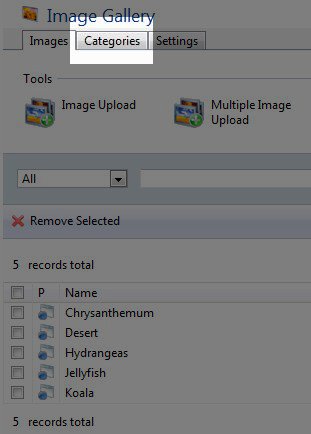 Image Gallery
Images Categories Settings
Tools
Image Upload Multiple Image Upload
All
Remove Selected
5 records total
P Name
Chrysanthemum
Desert
Hydrangeas
Jellyfish
Koala
5 records total